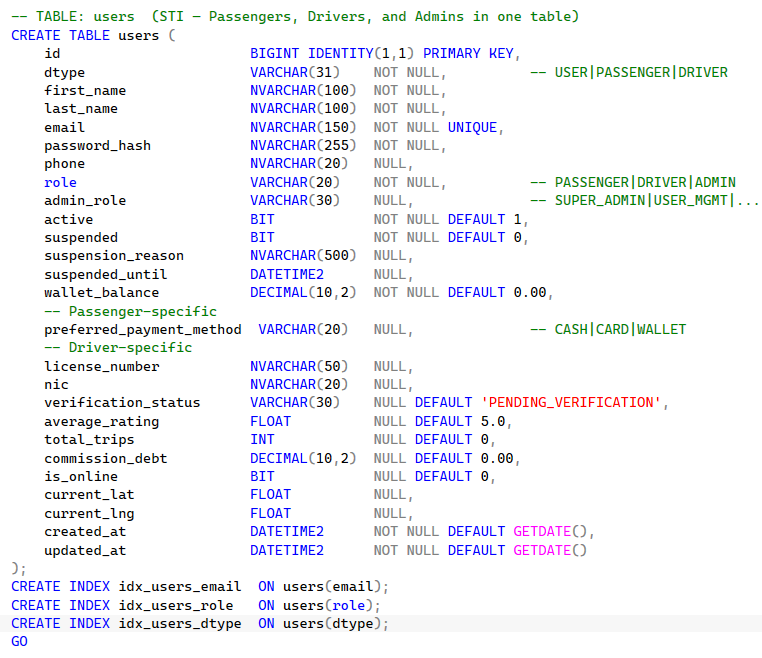 -- TABLE: users  (STI — Passengers, Drivers, and Admins in one table)
CREATE TABLE users (
    id                       BIGINT IDENTITY(1,1) PRIMARY KEY,
    dtype                    VARCHAR(31)    NOT NULL,          -- USER|PASSENGER|DRIVER
    first_name               NVARCHAR(100)  NOT NULL,
    last_name                NVARCHAR(100)  NOT NULL,
    email                    NVARCHAR(150)  NOT NULL UNIQUE,
    password_hash            NVARCHAR(255)  NOT NULL,
    phone                    NVARCHAR(20)   NULL,
    role                     VARCHAR(20)    NOT NULL,          -- PASSENGER|DRIVER|ADMIN
    admin_role               VARCHAR(30)    NULL,              -- SUPER_ADMIN|USER_MGMT|...
    active                   BIT            NOT NULL DEFAULT 1,
    suspended                BIT            NOT NULL DEFAULT 0,
    suspension_reason        NVARCHAR(500)  NULL,
    suspended_until          DATETIME2      NULL,
    wallet_balance           DECIMAL(10,2)  NOT NULL DEFAULT 0.00,
    -- Passenger-specific
    preferred_payment_method  VARCHAR(20)   NULL,              -- CASH|CARD|WALLET
    -- Driver-specific
    license_number           NVARCHAR(50)   NULL,
    nic                      NVARCHAR(20)   NULL,
    verification_status      VARCHAR(30)    NULL DEFAULT 'PENDING_VERIFICATION',
    average_rating           FLOAT          NULL DEFAULT 5.0,
    total_trips              INT            NULL DEFAULT 0,
    commission_debt          DECIMAL(10,2)  NULL DEFAULT 0.00,
    is_online                BIT            NULL DEFAULT 0,
    current_lat              FLOAT          NULL,
    current_lng              FLOAT          NULL,
    created_at               DATETIME2      NOT NULL DEFAULT GETDATE(),
    updated_at               DATETIME2      NOT NULL DEFAULT GETDATE()
);
CREATE INDEX idx_users_email  ON users(email);
CREATE INDEX idx_users_role   ON users(role);
CREATE INDEX idx_users_dtype  ON users(dtype);
GO